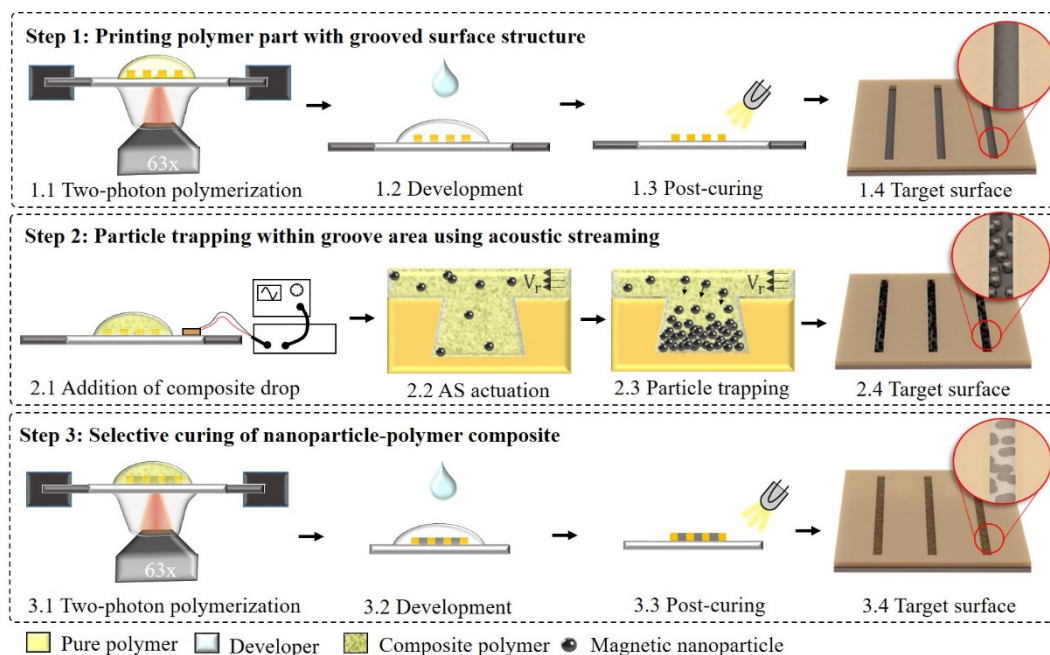 Step 1: Printing polymer part with grooved surface structure
63x
1.1 Two-photon polymerization
1.2 Development
1.3 Post-curing
1.4 Target surface
Step 2: Particle trapping within groove area using acoustic streaming
Vr
Vr
2.1 Addition of composite drop
2.2 AS actuation
2.3 Particle trapping
2.4 Target surface
Step 3: Selective curing of nanoparticle-polymer composite
63x
3.1 Two-photon polymerization
3.2 Development
3.3 Post-curing
3.4 Target surface
Pure polymer
Developer
Composite polymer
Magnetic nanoparticle